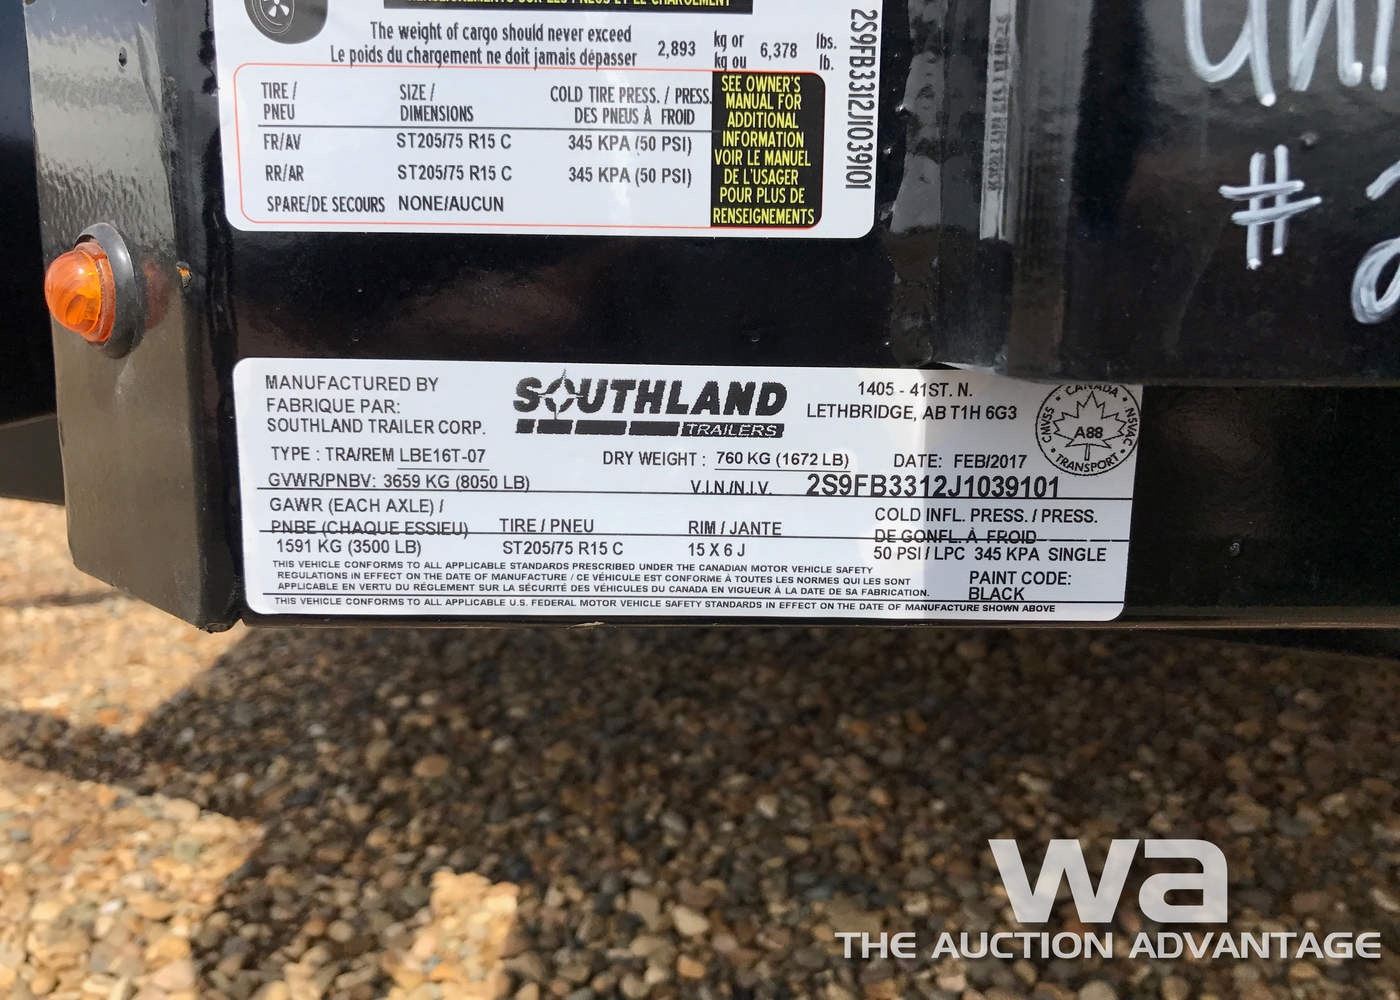 The weight of cargo should never exceed
Le poids du chargement ne doit jamais dépasser
2,893 kg or kg ou 6,378 lbs. lb.
TIRE / PNEU SIZE / DIMENSIONS COLD TIRE PRESS. / PRESS. DES PNEUS À FROID
FR/AV ST205/75 R15 C 345 KPA (50 PSI)
RR/AR ST205/75 R15 C 345 KPA (50 PSI)
SPARE/DE SECOURS NONE/AUCUN
SEE OWNER'S
MANUAL FOR
ADDITIONAL
INFORMATION
VOIR LE MANUEL
DE L'USAGER
POUR PLUS DE
RENSEIGNEMENTS
2S9FB3312J1039101
#
MANUFACTURED BY
FABRIQUE PAR:
SOUTHLAND TRAILER CORP.
SOUTHLAND
TRAILERS
1405 - 41ST. N.
LETHBRIDGE, AB T1H 6G3
CANADA
CMVSS A88 NSVAC
TRANSPORT
TYPE : TRA/REM LBE16T-07 DRY WEIGHT : 760 KG (1672 LB) DATE: FEB/2017
GVWR/PNBV: 3659 KG (8050 LB) V.I.N./N.I.V. 2S9FB3312J1039101
GAWR (EACH AXLE) /
PNBE (CHAQUE ESSIEU) TIRE / PNEU RIM / JANTE COLD INFL. PRESS. / PRESS.
DE GONFL. À FROID
1591 KG (3500 LB) ST205/75 R15 C 15 X 6 J 50 PSI / LPC 345 KPA SINGLE
THIS VEHICLE CONFORMS TO ALL APPLICABLE STANDARDS PRESCRIBED UNDER THE CANADIAN MOTOR VEHICLE SAFETY
REGULATIONS IN EFFECT ON THE DATE OF MANUFACTURE / CE VÉHICULE EST CONFORME À TOUTES LES NORMES QUI LES SONT
APPLICABLE EN VERTU DU RÈGLEMENT SUR LA SÉCURITÉ DES VÉHICULES DU CANADA EN VIGUEUR À LA DATE DE SA FABRICATION.
PAINT CODE:
BLACK
THIS VEHICLE CONFORMS TO ALL APPLICABLE U.S. FEDERAL MOTOR VEHICLE SAFETY STANDARDS IN EFFECT ON THE DATE OF MANUFACTURE SHOWN ABOVE
wa
THE AUCTION ADVANTAGE